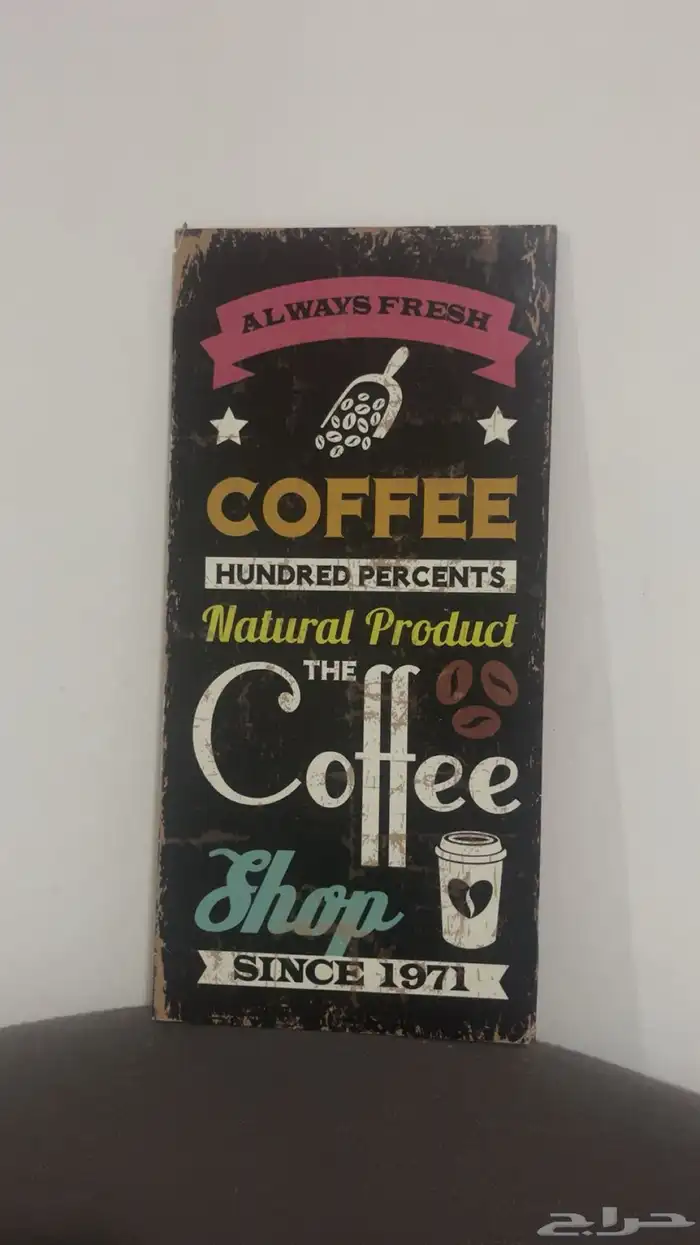 ALWAYS FRESH
COFFEE
HUNDRED PERCENTS
Natural Product
THE
Coffee
Shop
SINCE 1971
حراج